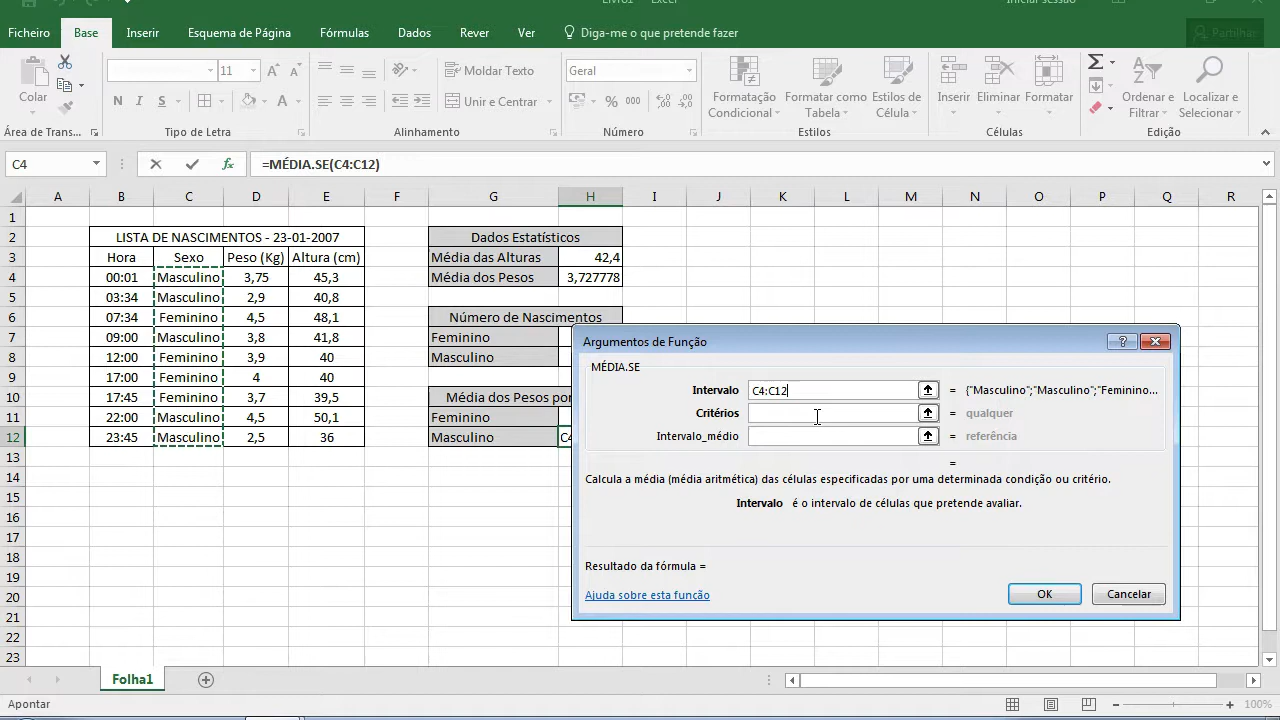 Livro1 - Excel
Iniciar sessão
Ficheiro Base Inserir Esquema de Página Fórmulas Dados Rever Ver Diga-me o que pretende fazer Partilhar
11 Moldar Texto Geral
Colar Unir e Centrar Formatação Condicional Formatar como Tabela Estilos de Célula Inserir Eliminar Formatar Ordenar e Filtrar Localizar e Selecionar
N I S % 000
Área de Trans... Tipo de Letra Alinhamento Número Estilos Células Edição
C4 fx =MÉDIA.SE(C4:C12)
A B C D E F G H I J K L M N O P Q R
1
2 LISTA DE NASCIMENTOS - 23-01-2007 Dados Estatísticos
3 Hora Sexo Peso (Kg) Altura (cm) Média das Alturas 42,4
4 00:01 Masculino 3,75 45,3 Média dos Pesos 3,727778
5 03:34 Masculino 2,9 40,8
6 07:34 Feminino 4,5 48,1 Número de Nascimentos
7 09:00 Masculino 3,8 41,8 Feminino
8 12:00 Feminino 3,9 40 Masculino
9 17:00 Feminino 4 40
10 17:45 Feminino 3,7 39,5 Média dos Pesos por
11 22:00 Masculino 4,5 50,1 Feminino
12 23:45 Masculino 2,5 36 Masculino C4
13
14
15
16
17
18
19
20
21
22
23
Argumentos de Função
MÉDIA.SE
Intervalo C4:C12 = {"Masculino";"Masculino";"Feminino...
Critérios = qualquer
Intervalo_médio = referência
=
Calcula a média (média aritmética) das células especificadas por uma determinada condição ou critério.
Intervalo é o intervalo de células que pretende avaliar.
Resultado da fórmula =
Ajuda sobre esta função OK Cancelar
Folha1
Apontar 100%